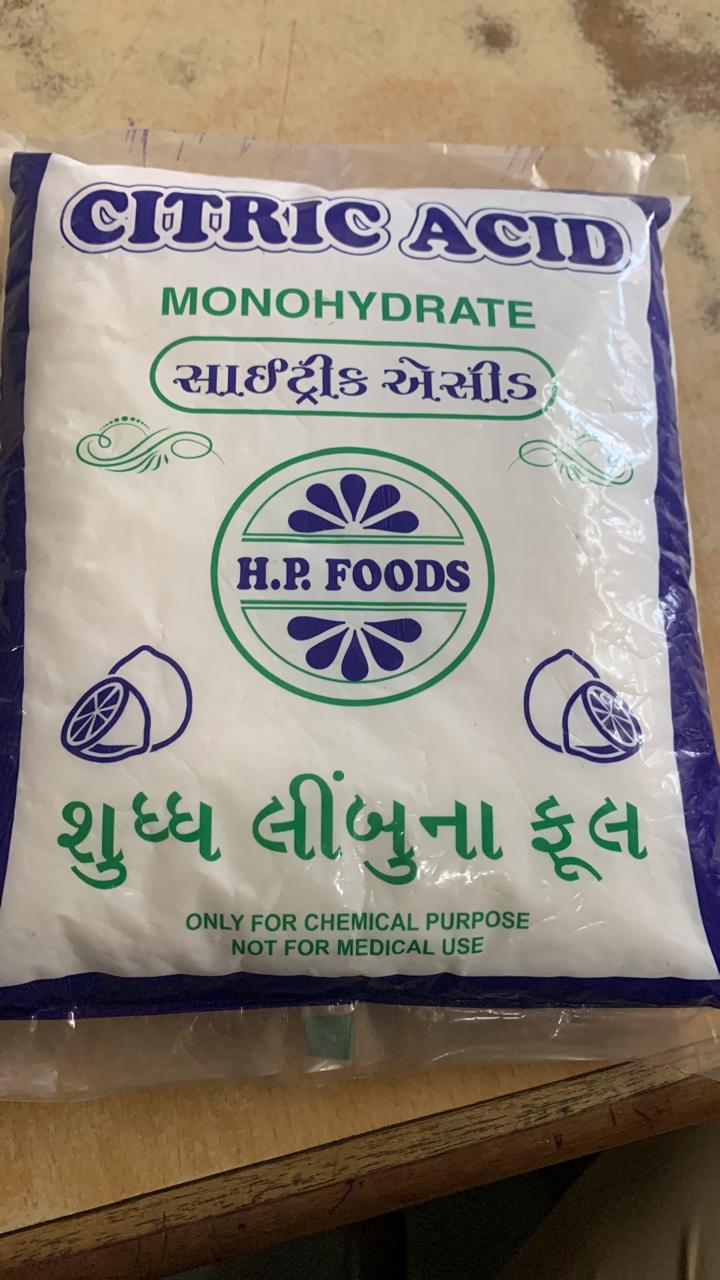 CITRIC ACID
MONOHYDRATE
સાઈટ્રીક એસીડ
H.P. FOODS
શુધ્ધ લીંબુના ફૂલ
ONLY FOR CHEMICAL PURPOSE
NOT FOR MEDICAL USE